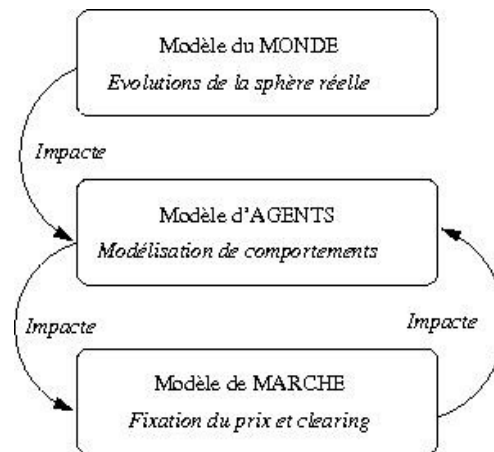 Modèle du MONDE
Evolutions de la sphère réelle
Impacte
Modèle d'AGENTS
Modélisation de comportements
Impacte
Impacte
Modèle de MARCHE
Fixation du prix et clearing